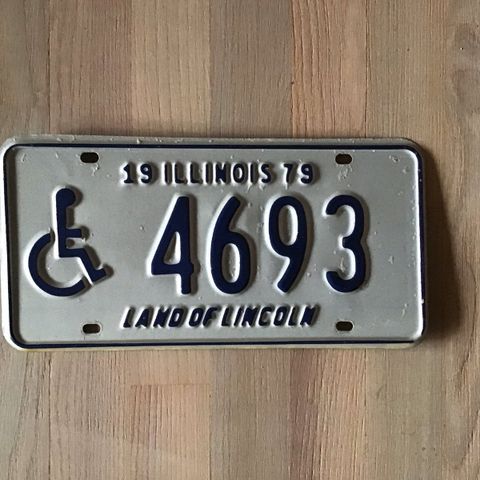 19 ILLINOIS 79
4693
LAND OF LINCOLN